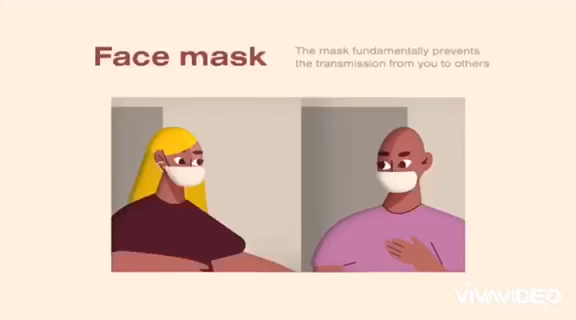 Face mask
The mask fundamentally prevents
the transmission from you to others
VIVAVIDEO